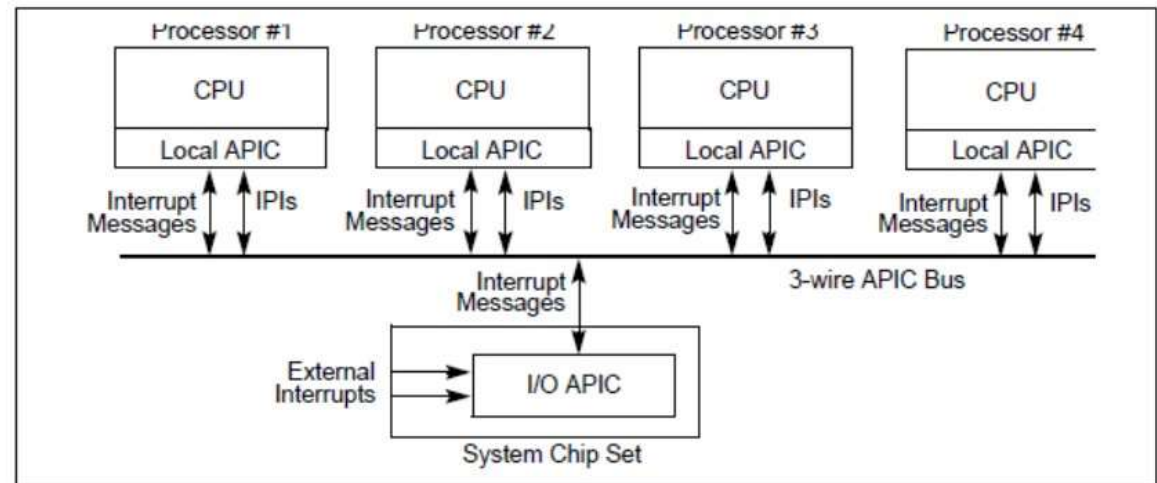 Processor #1 Processor #2 Processor #3 Processor #4
CPU CPU CPU CPU
Local APIC Local APIC Local APIC Local APIC
Interrupt Messages IPIs Interrupt Messages IPIs Interrupt Messages IPIs Interrupt Messages IPIs
3-wire APIC Bus
Interrupt
Messages
External
Interrupts
I/O APIC
System Chip Set